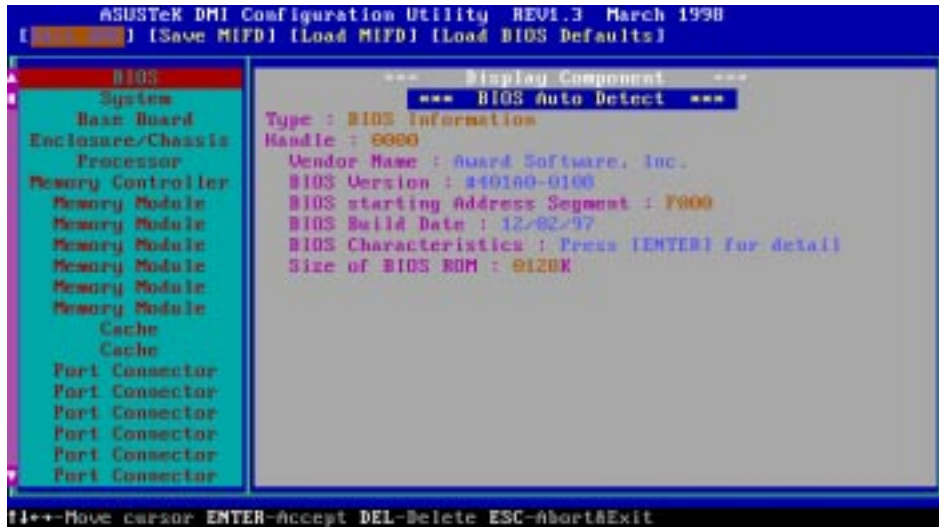 ASUSTeK DMI Configuration Utility REV1.3 March 1998
[Save MIFD] [Load MIFD] [Load BIOS Defaults]
BIOS
System
Base Board
Enclosure/Chassis
Processor
Memory Controller
Memory Module
Memory Module
Memory Module
Memory Module
Memory Module
Memory Module
Cache
Cache
Port Connector
Port Connector
Port Connector
Port Connector
Port Connector
Port Connector
*** Display Component ***
*** BIOS Auto Detect ***
Type : BIOS Information
Handle : 0000
Vendor Name : Award Software, Inc.
BIOS Version : #401A0-0108
BIOS starting Address Segment : F000
BIOS Build Date : 12/02/97
BIOS Characteristics : Press [ENTER] for detail
Size of BIOS ROM : 0128K
↑↓←→-Move cursor ENTER-Accept DEL-Delete ESC-Abort&Exit